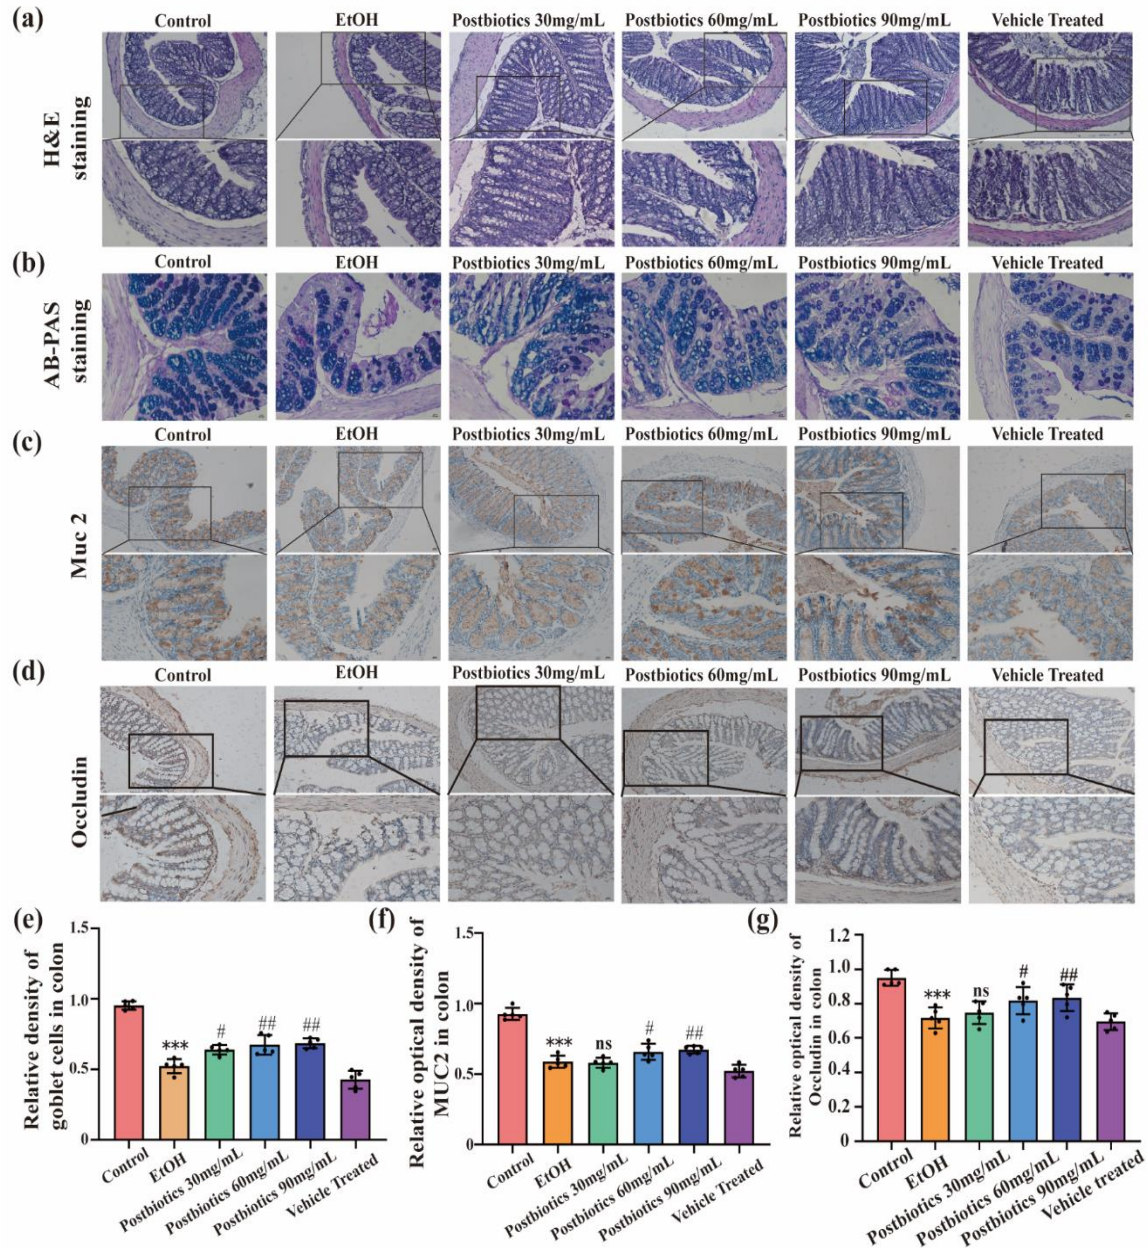 (a)
Control EtOH Postbiotics 30mg/mL Postbiotics 60mg/mL Postbiotics 90mg/mL Vehicle Treated
H&E
staining
(b)
Control EtOH Postbiotics 30mg/mL Postbiotics 60mg/mL Postbiotics 90mg/mL Vehicle Treated
AB-PAS
staining
(c)
Control EtOH Postbiotics 30mg/mL Postbiotics 60mg/mL Postbiotics 90mg/mL Vehicle Treated
Muc 2
(d)
Control EtOH Postbiotics 30mg/mL Postbiotics 60mg/mL Postbiotics 90mg/mL Vehicle Treated
Occludin
(e)
Relative density of
goblet cells in colon
1.5
1.0
0.5
0.0
***
#
##
##
Control
EtOH
Postbiotics 30mg/mL
Postbiotics 60mg/mL
Postbiotics 90mg/mL
Vehicle Treated
(f)
Relative optical density of
MUC2 in colon
1.5
1.0
0.5
0
***
ns
#
##
Control
EtOH
Postbiotics 30mg/mL
Postbiotics 60mg/mL
Postbiotics 90mg/mL
Vehicle Treated
(g)
Relative optical density of
Occludin in colon
1.2
1.0
0.8
0.6
0.4
0.2
0
***
ns
#
##
Control
EtOH
Postbiotics 30mg/mL
Postbiotics 60mg/mL
Postbiotics 90mg/mL
Vehicle treated